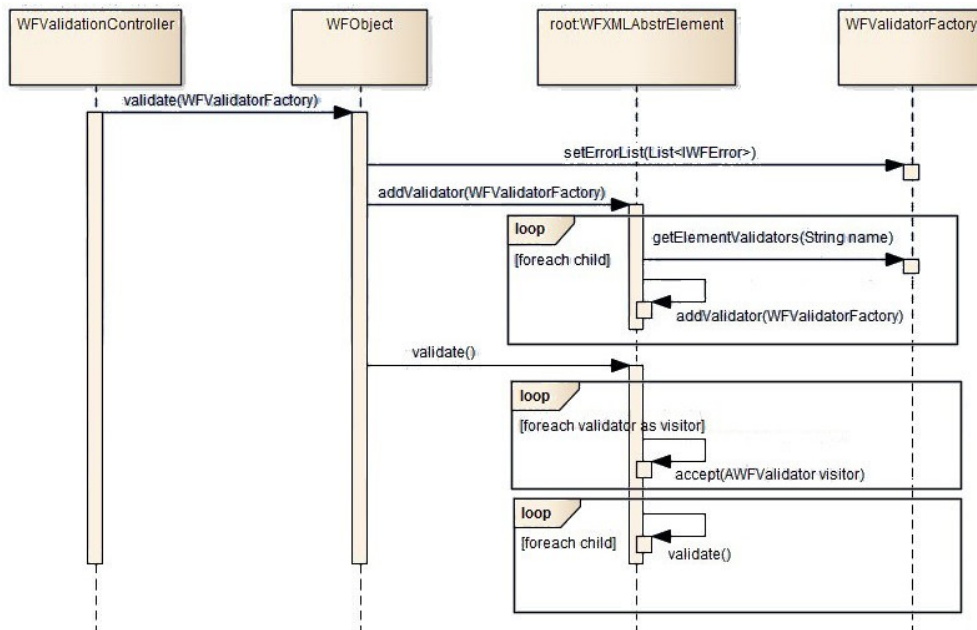 WFValidationController
WFObject
root:WFXMLAbstrElement
WFValidatorFactory
validate(WFValidatorFactory)
setErrorList(List<IWFError>)
addValidator(WFValidatorFactory)
loop
getElementValidators(String name)
[foreach child]
addValidator(WFValidatorFactory)
validate()
loop
[foreach validator as visitor]
accept(AWFValidator visitor)
loop
[foreach child]
validate()